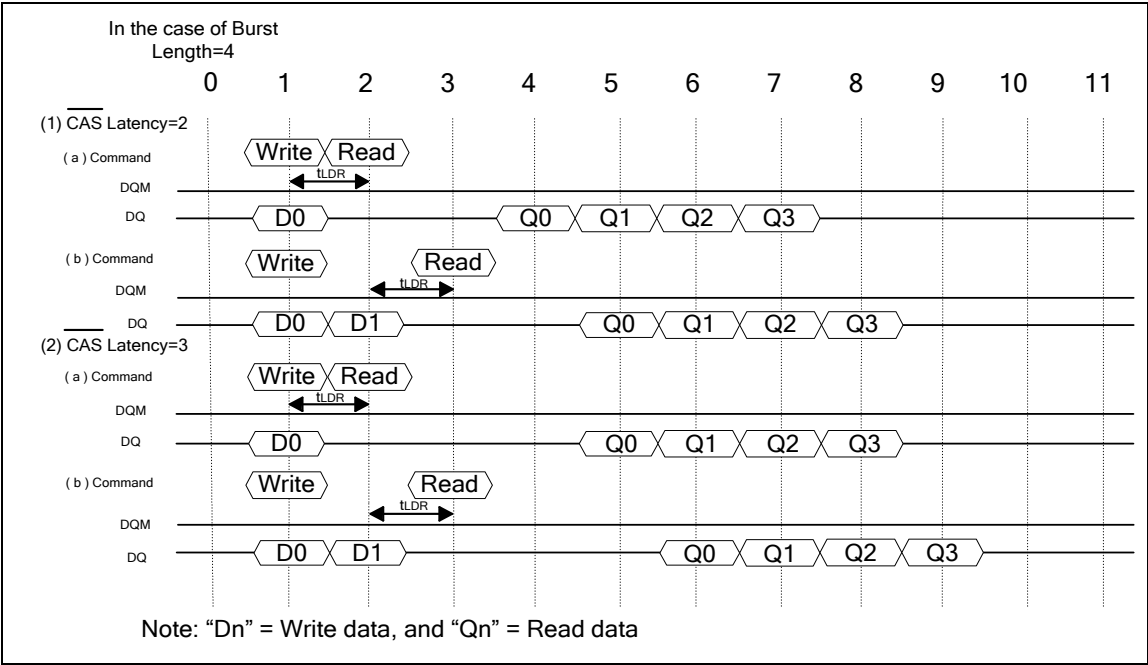 In the case of Burst
Length=4
0 1 2 3 4 5 6 7 8 9 10 11
(1) CAS Latency=2
( a ) Command Write Read
tLDR
DQM
DQ D0 Q0 Q1 Q2 Q3
( b ) Command Write Read
tLDR
DQM
DQ D0 D1 Q0 Q1 Q2 Q3
(2) CAS Latency=3
( a ) Command Write Read
tLDR
DQM
DQ D0 Q0 Q1 Q2 Q3
( b ) Command Write Read
tLDR
DQM
DQ D0 D1 Q0 Q1 Q2 Q3
Note: “Dn” = Write data, and “Qn” = Read data